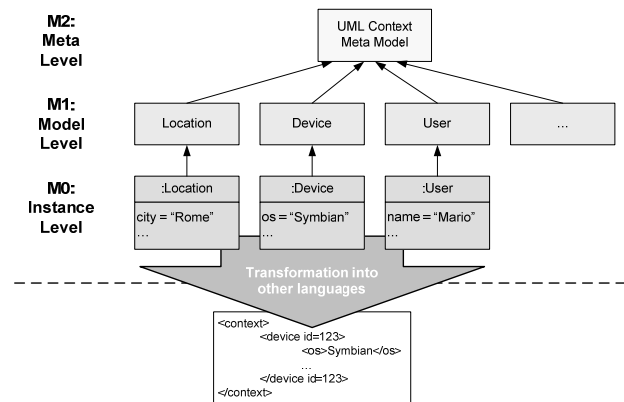 M2:
Meta
Level
UML Context
Meta Model
M1:
Model
Level
Location
Device
User
...
M0:
Instance
Level
:Location
city = "Rome"
...
:Device
os = "Symbian"
...
:User
name = "Mario"
...
Transformation into
other languages
<context>
<device id=123>
<os>Symbian</os>
...
</device id=123>
</context>